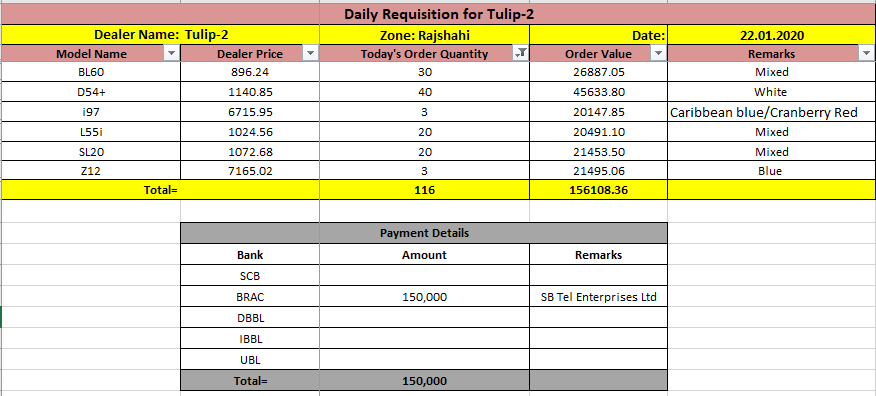 Daily Requisition for Tulip-2
Dealer Name: Tulip-2 Zone: Rajshahi Date: 22.01.2020
Model Name Dealer Price Today's Order Quantity Order Value Remarks
BL60 896.24 30 26887.05 Mixed
D54+ 1140.85 40 45633.80 White
i97 6715.95 3 20147.85 Caribbean blue/Cranberry Red
L55i 1024.56 20 20491.10 Mixed
SL20 1072.68 20 21453.50 Mixed
Z12 7165.02 3 21495.06 Blue
Total= 116 156108.36
Payment Details
Bank Amount Remarks
SCB
BRAC 150,000 SB Tel Enterprises Ltd
DBBL
IBBL
UBL
Total= 150,000